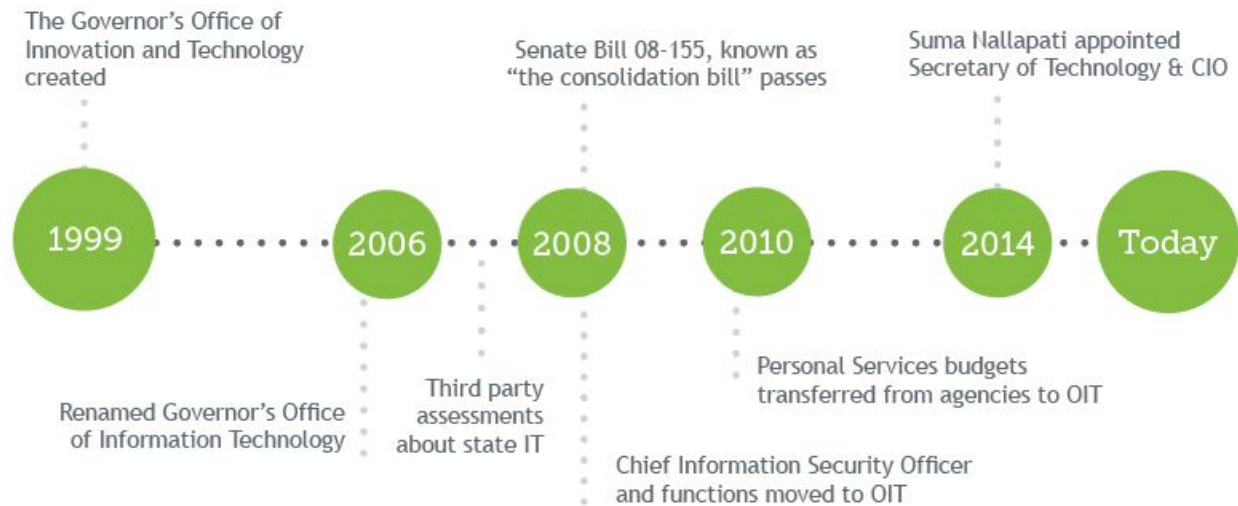 The Governor's Office of
Innovation and Technology
created
Senate Bill 08-155, known as
“the consolidation bill” passes
Suma Nallapati appointed
Secretary of Technology & CIO
1999
2006
2008
2010
2014
Today
Renamed Governor's Office
of Information Technology
Third party
assessments
about state IT
Personal Services budgets
transferred from agencies to OIT
Chief Information Security Officer
and functions moved to OIT